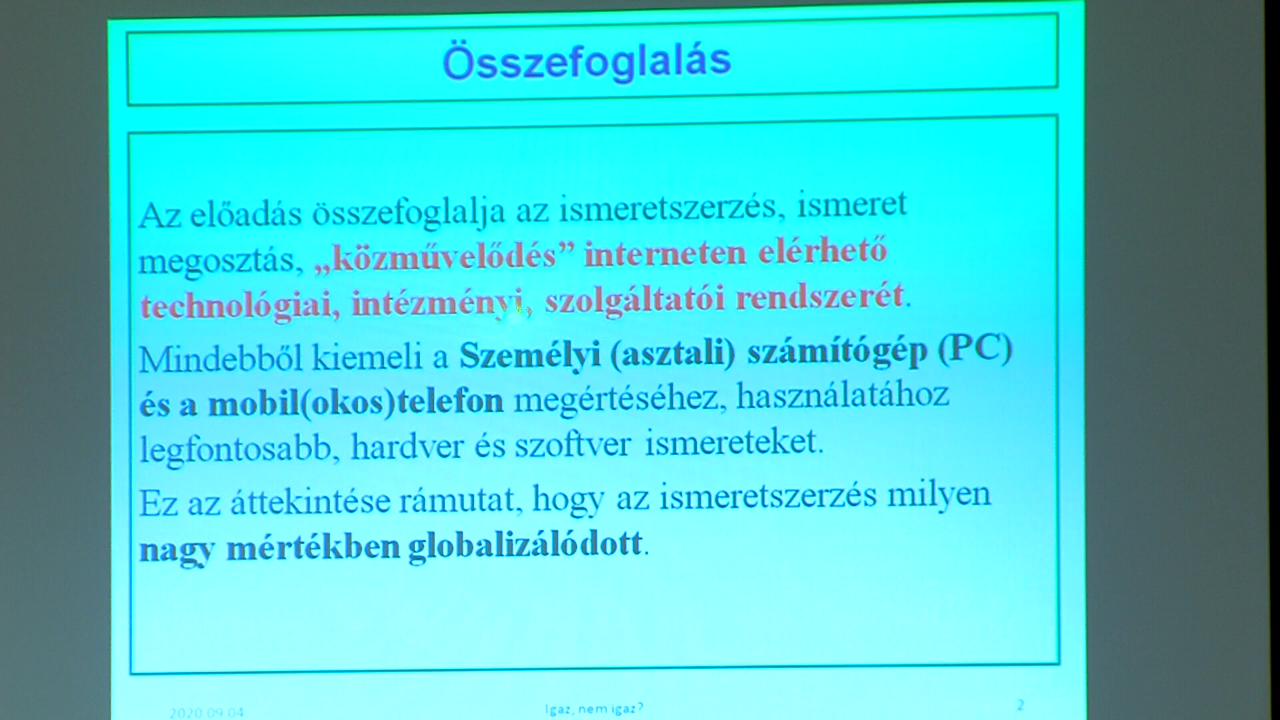 Összefoglalás
Az előadás összefoglalja az ismeretszerzés, ismeret
megosztás, „közművelődés” interneten elérhető
technológiai, intézményi, szolgáltatói rendszerét.
Mindebből kiemeli a Személyi (asztali) számítógép (PC)
és a mobil(okos)telefon megértéséhez, használatához
legfontosabb, hardver és szoftver ismereteket.
Ez az áttekintése rámutat, hogy az ismeretszerzés milyen
nagy mértékben globalizálódott.
2020.09.04 Igaz, nem igaz? 2